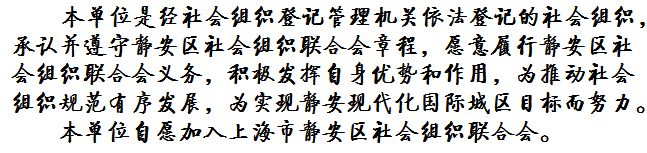 本单位是经社会组织登记管理机关依法登记的社会组织，
承认并遵守静安区社会组织联合会章程，愿意履行静安区社
会组织联合会义务，积极发挥自身优势和作用，为推动社会
组织规范有序发展，为实现静安现代化国际城区目标而努力。
本单位自愿加入上海市静安区社会组织联合会。